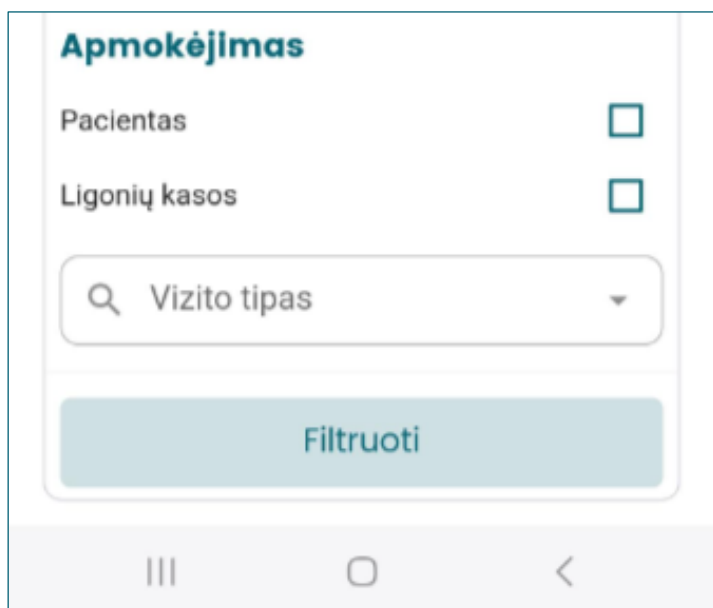 Apmokėjimas
Pacientas
Ligonių kasos
Vizito tipas
Filtruoti